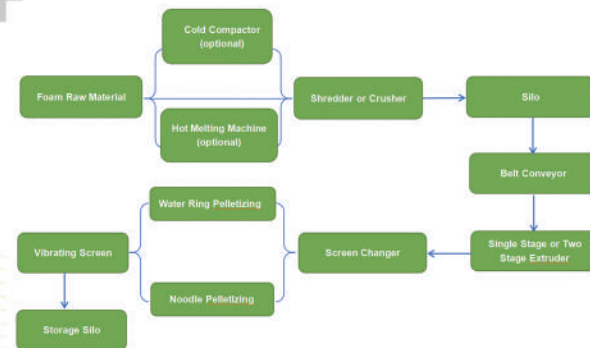 Cold Compactor
(optional)
Foam Raw Material
Shredder or Crusher
Silo
Hot Melting Machine
(optional)
Belt Conveyor
Water Ring Pelletizing
Vibrating Screen
Screen Changer
Single Stage or Two
Stage Extruder
Noodle Pelletizing
Storage Silo